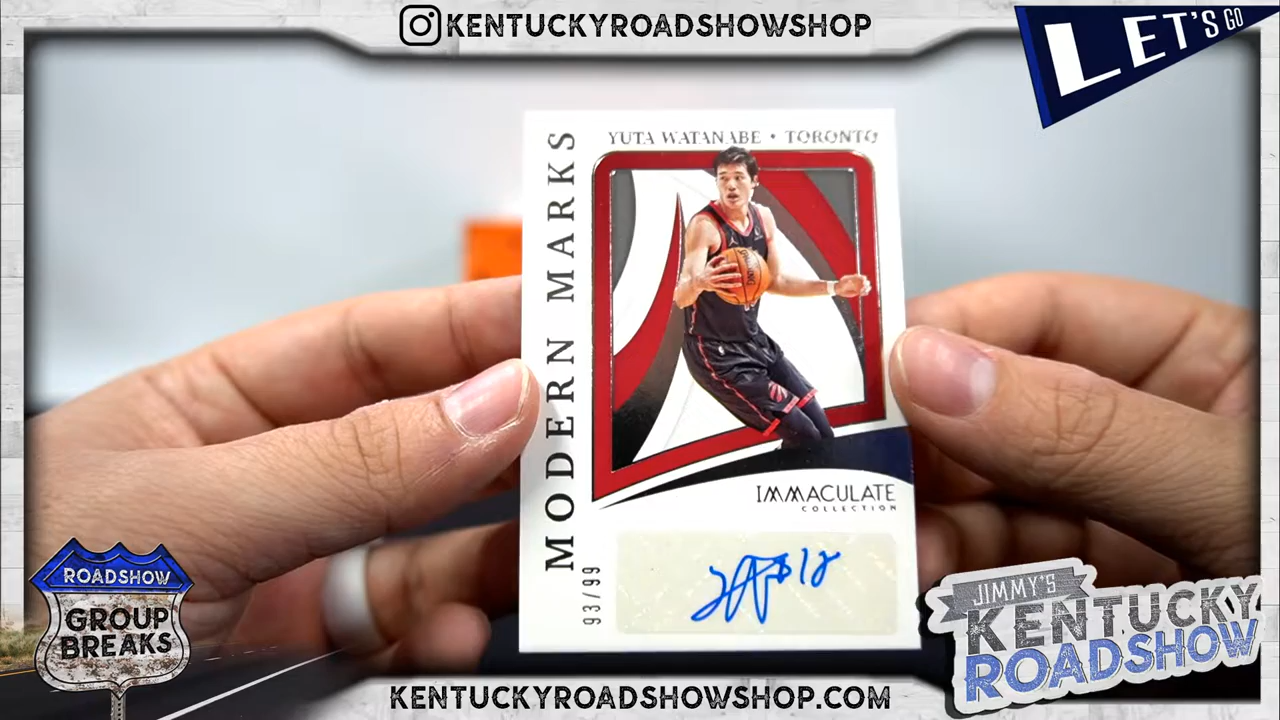 KENTUCKYROADSHOWSHOP
LET'S GO
YUTA WATANABE • TORONTO
MODERN MARKS
IMMACULATE
COLLECTION
93/99
ROADSHOW
GROUP
BREAKS
JIMMY'S
KENTUCKY
ROADSHOW
KENTUCKYROADSHOWSHOP.COM